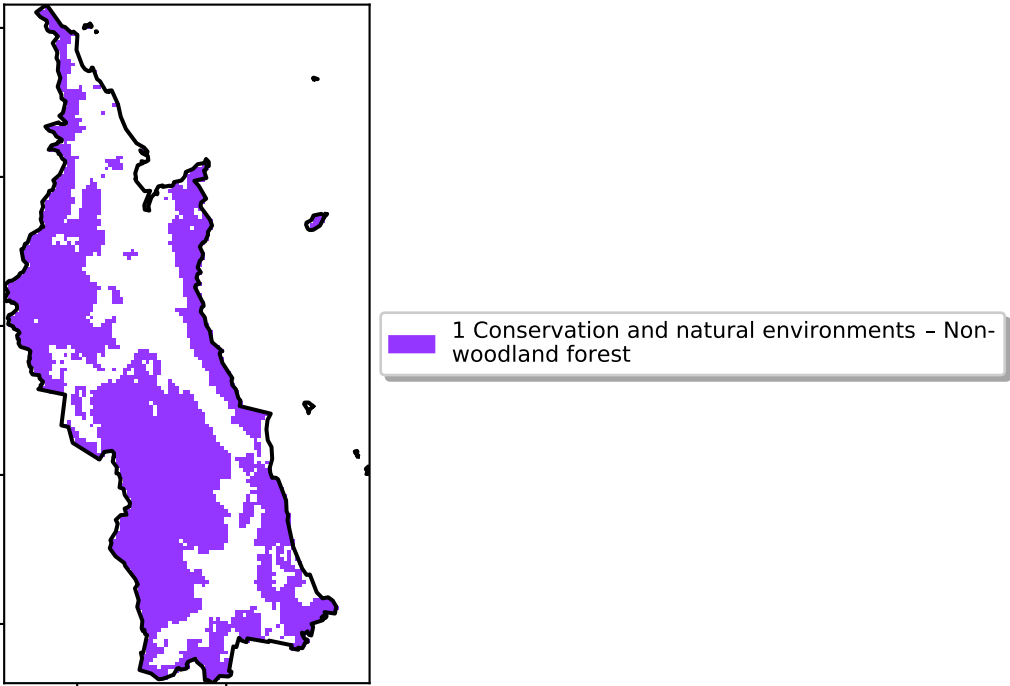 1 Conservation and natural environments – Non-
woodland forest